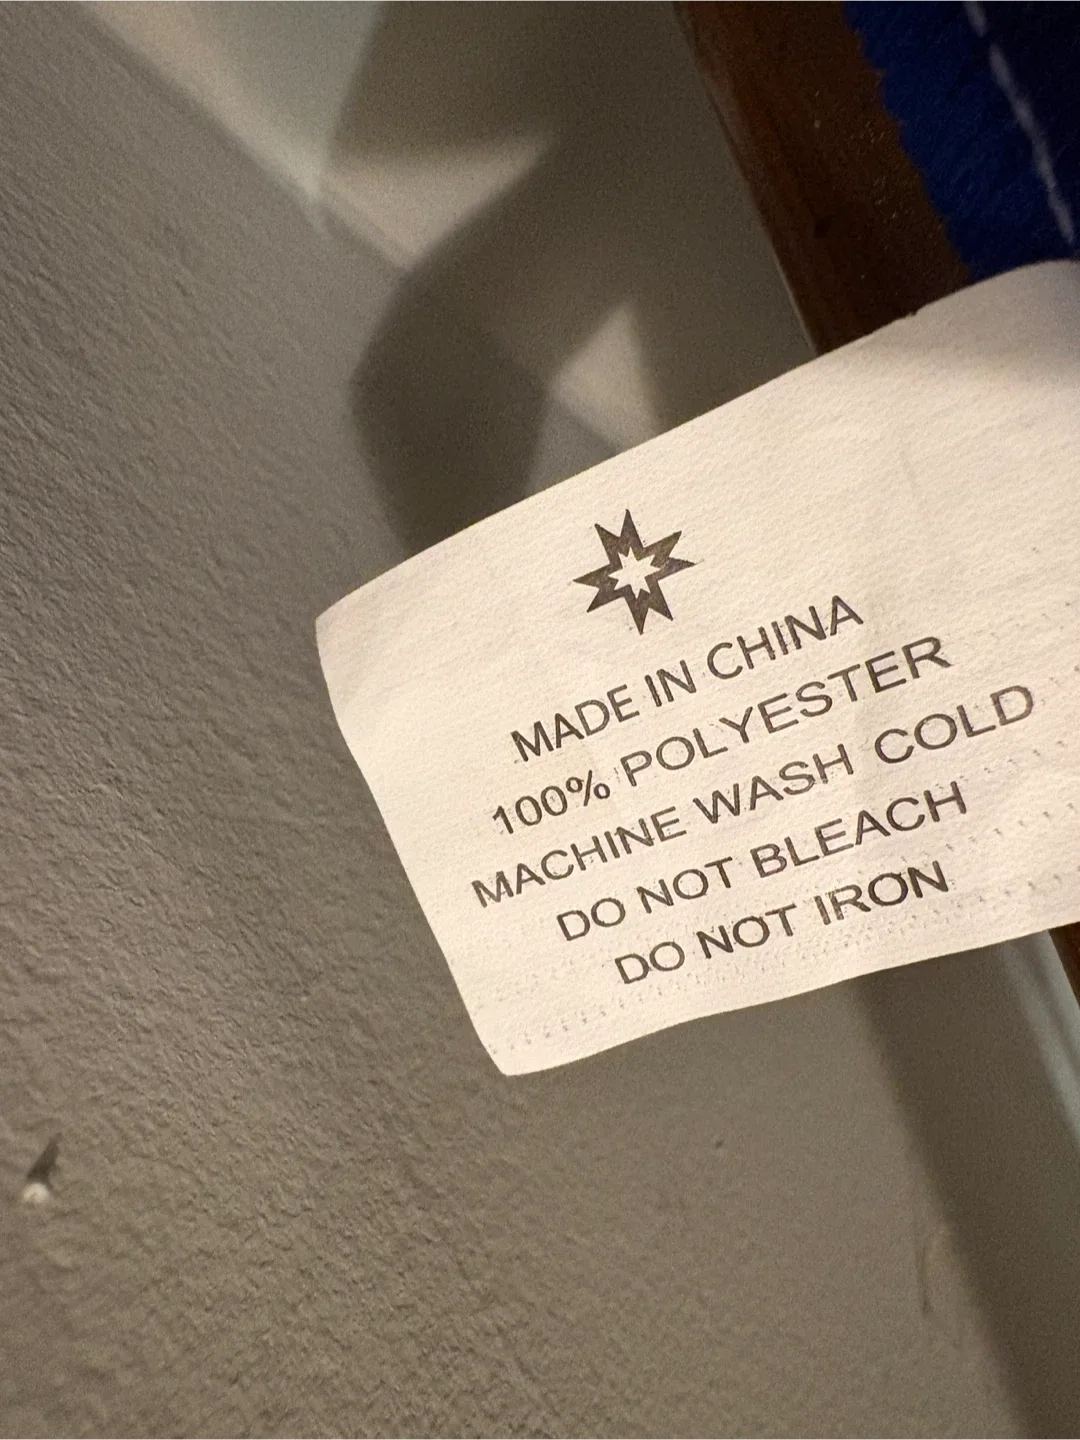 MADE IN CHINA
100% POLYESTER
MACHINE WASH COLD
DO NOT BLEACH
DO NOT IRON